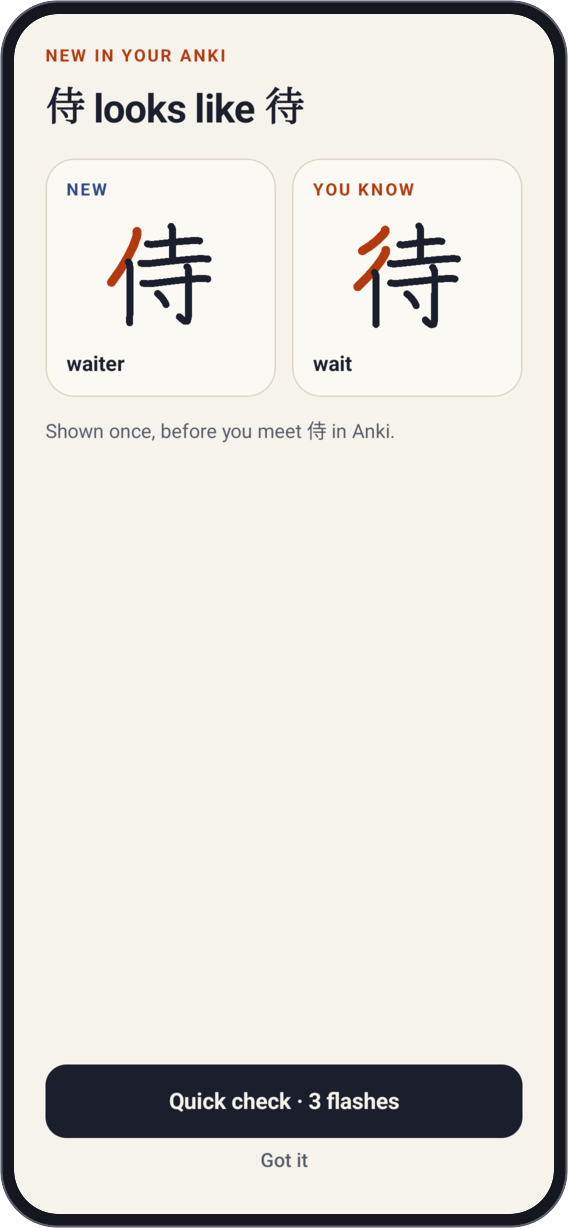 NEW IN YOUR ANKI
侍 looks like 待
NEW
侍
waiter
YOU KNOW
待
wait
Shown once, before you meet 侍 in Anki.
Quick check · 3 flashes
Got it